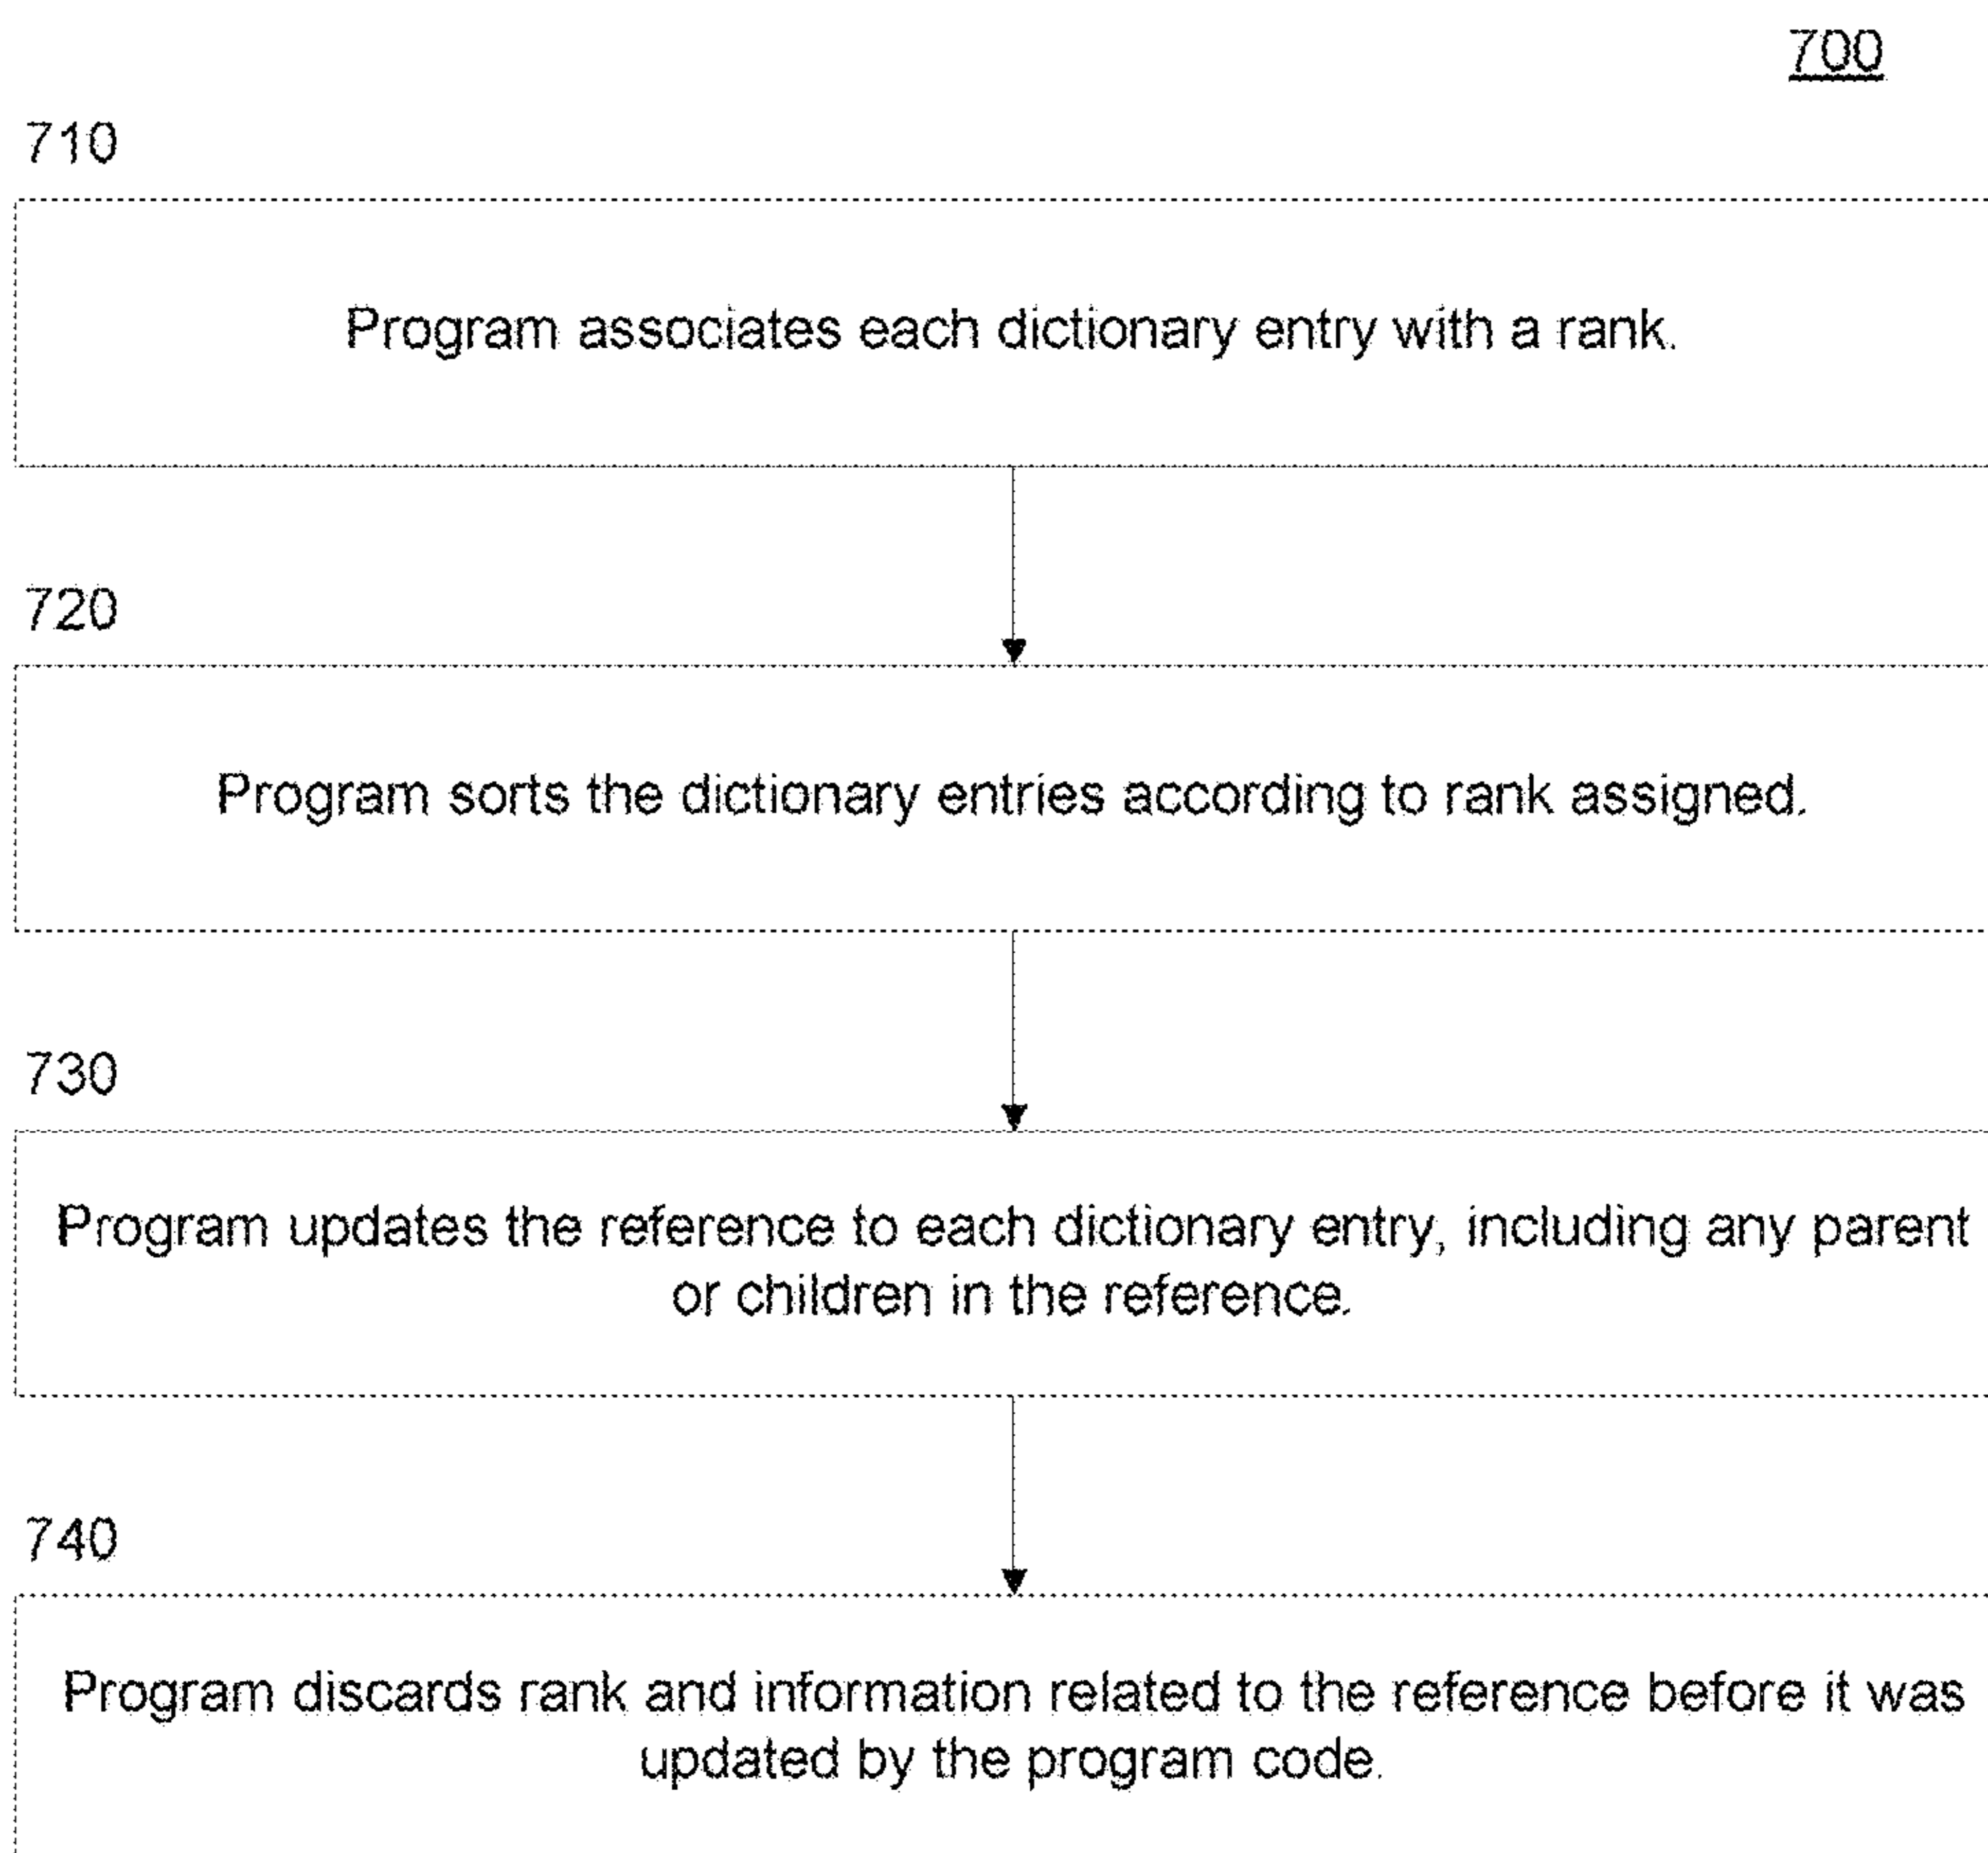 700
710
Program associates each dictionary entry with a rank.
720
Program sorts the dictionary entries according to rank assigned.
730
Program updates the reference to each dictionary entry, including any parent
or children in the reference.
740
Program discards rank and information related to the reference before it was
updated by the program code.